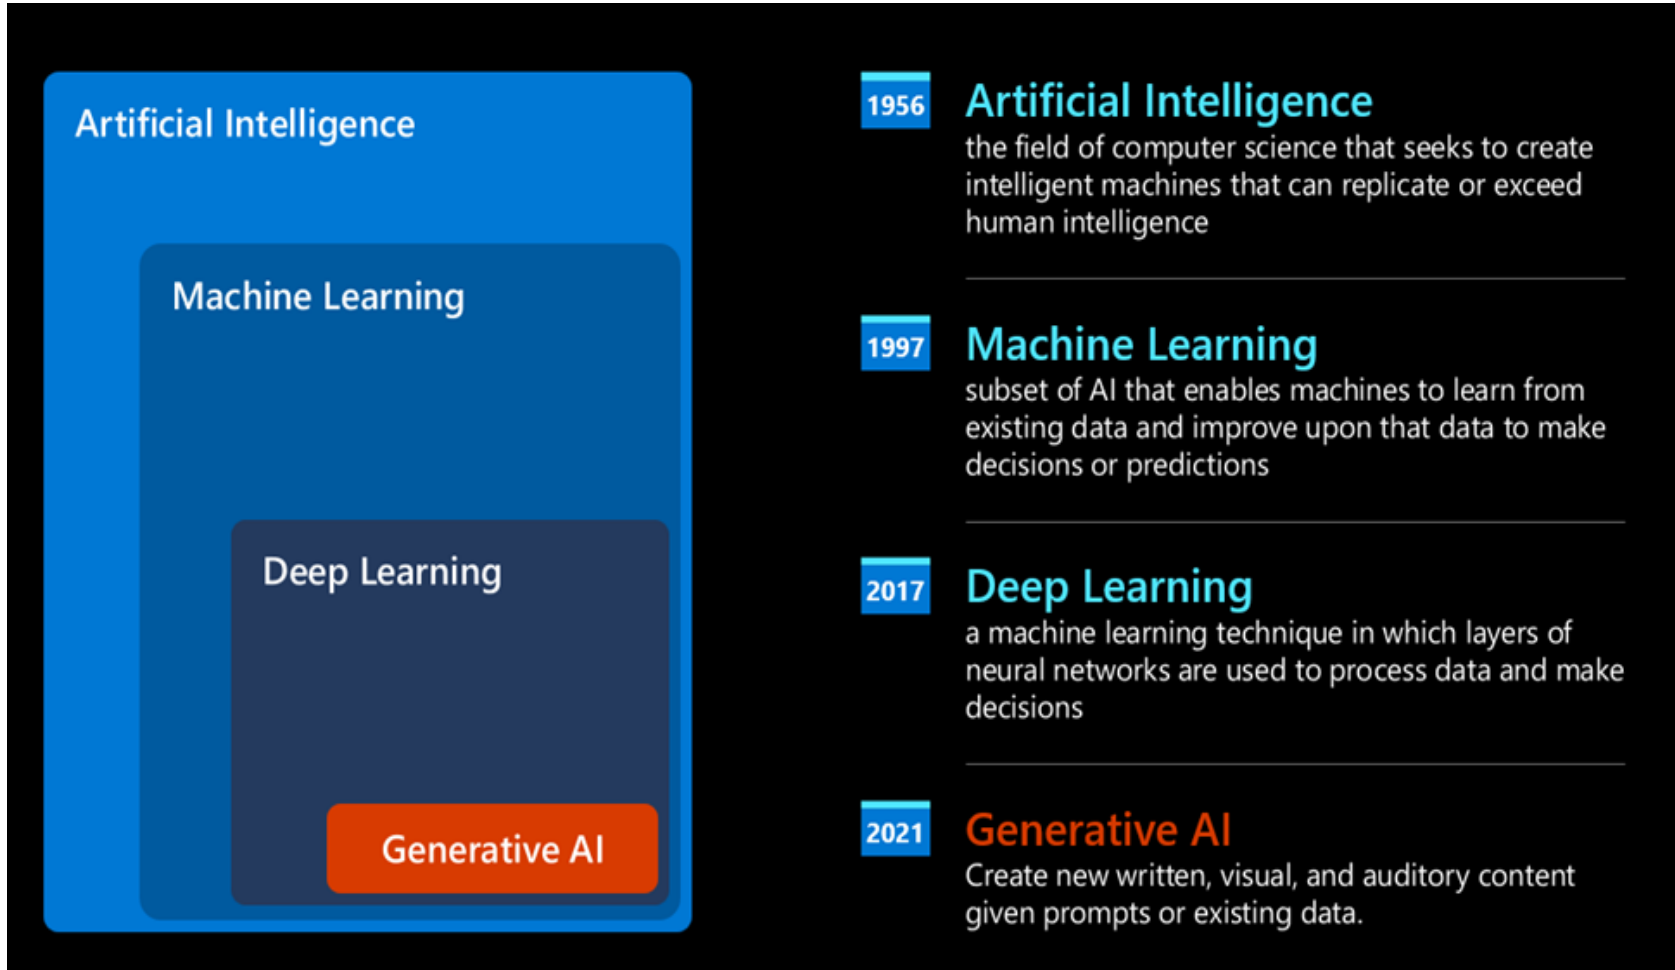 Artificial Intelligence
Machine Learning
Deep Learning
Generative AI
1956
Artificial Intelligence
the field of computer science that seeks to create
intelligent machines that can replicate or exceed
human intelligence
1997
Machine Learning
subset of AI that enables machines to learn from
existing data and improve upon that data to make
decisions or predictions
2017
Deep Learning
a machine learning technique in which layers of
neural networks are used to process data and make
decisions
2021
Generative AI
Create new written, visual, and auditory content
given prompts or existing data.